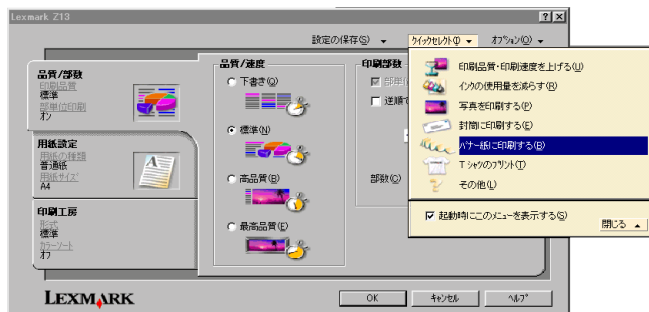 Lexmark Z13
設定の保存(S)
クイックセレクト(I)
オプション(O)
品質/部数
印刷品質
標準
部単位印刷
オン
用紙設定
用紙の種類
普通紙
用紙サイズ
A4
印刷工房
形式
標準
カラーソート
オフ
品質/速度
下書き(Q)
標準(N)
高品質(B)
最高品質(E)
印刷部数
部単
逆順
部数(C)
印刷品質・印刷速度を上げる(U)
インクの使用量を減らす(R)
写真を印刷する(P)
封筒に印刷する(E)
バナー紙に印刷する(B)
Tシャツのプリント(T)
その他(L)
起動時にこのメニューを表示する(S)
閉じる
LEXMARK
OK
キャンセル
ヘルプ